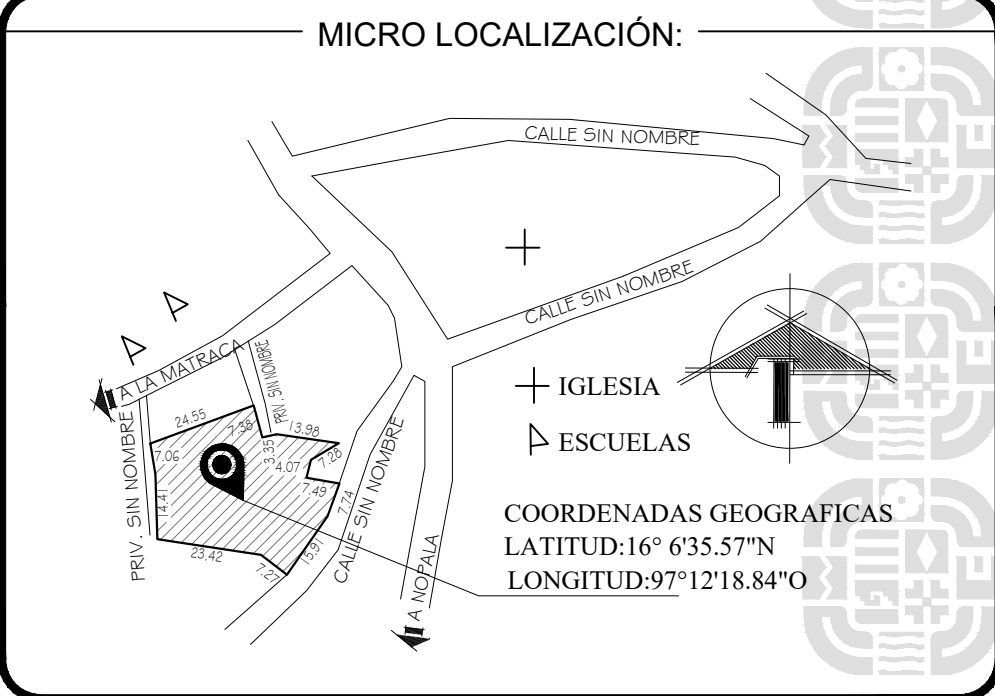 MICRO LOCALIZACIÓN:
CALLE SIN NOMBRE
CALLE SIN NOMBRE
A LA MATRACA
PRIV. SIN NOMBRE
PRIV. SIN NOMBRE
24.55
7.38
13.98
3.35
7.28
7.06
4.07
7.49
14.41
7.74
23.42
15.91
7.27
CALLE SIN NOMBRE
A NOPALA
IGLESIA
ESCUELAS
COORDENADAS GEOGRAFICAS
LATITUD:16° 6'35.57"N
LONGITUD:97°12'18.84"O